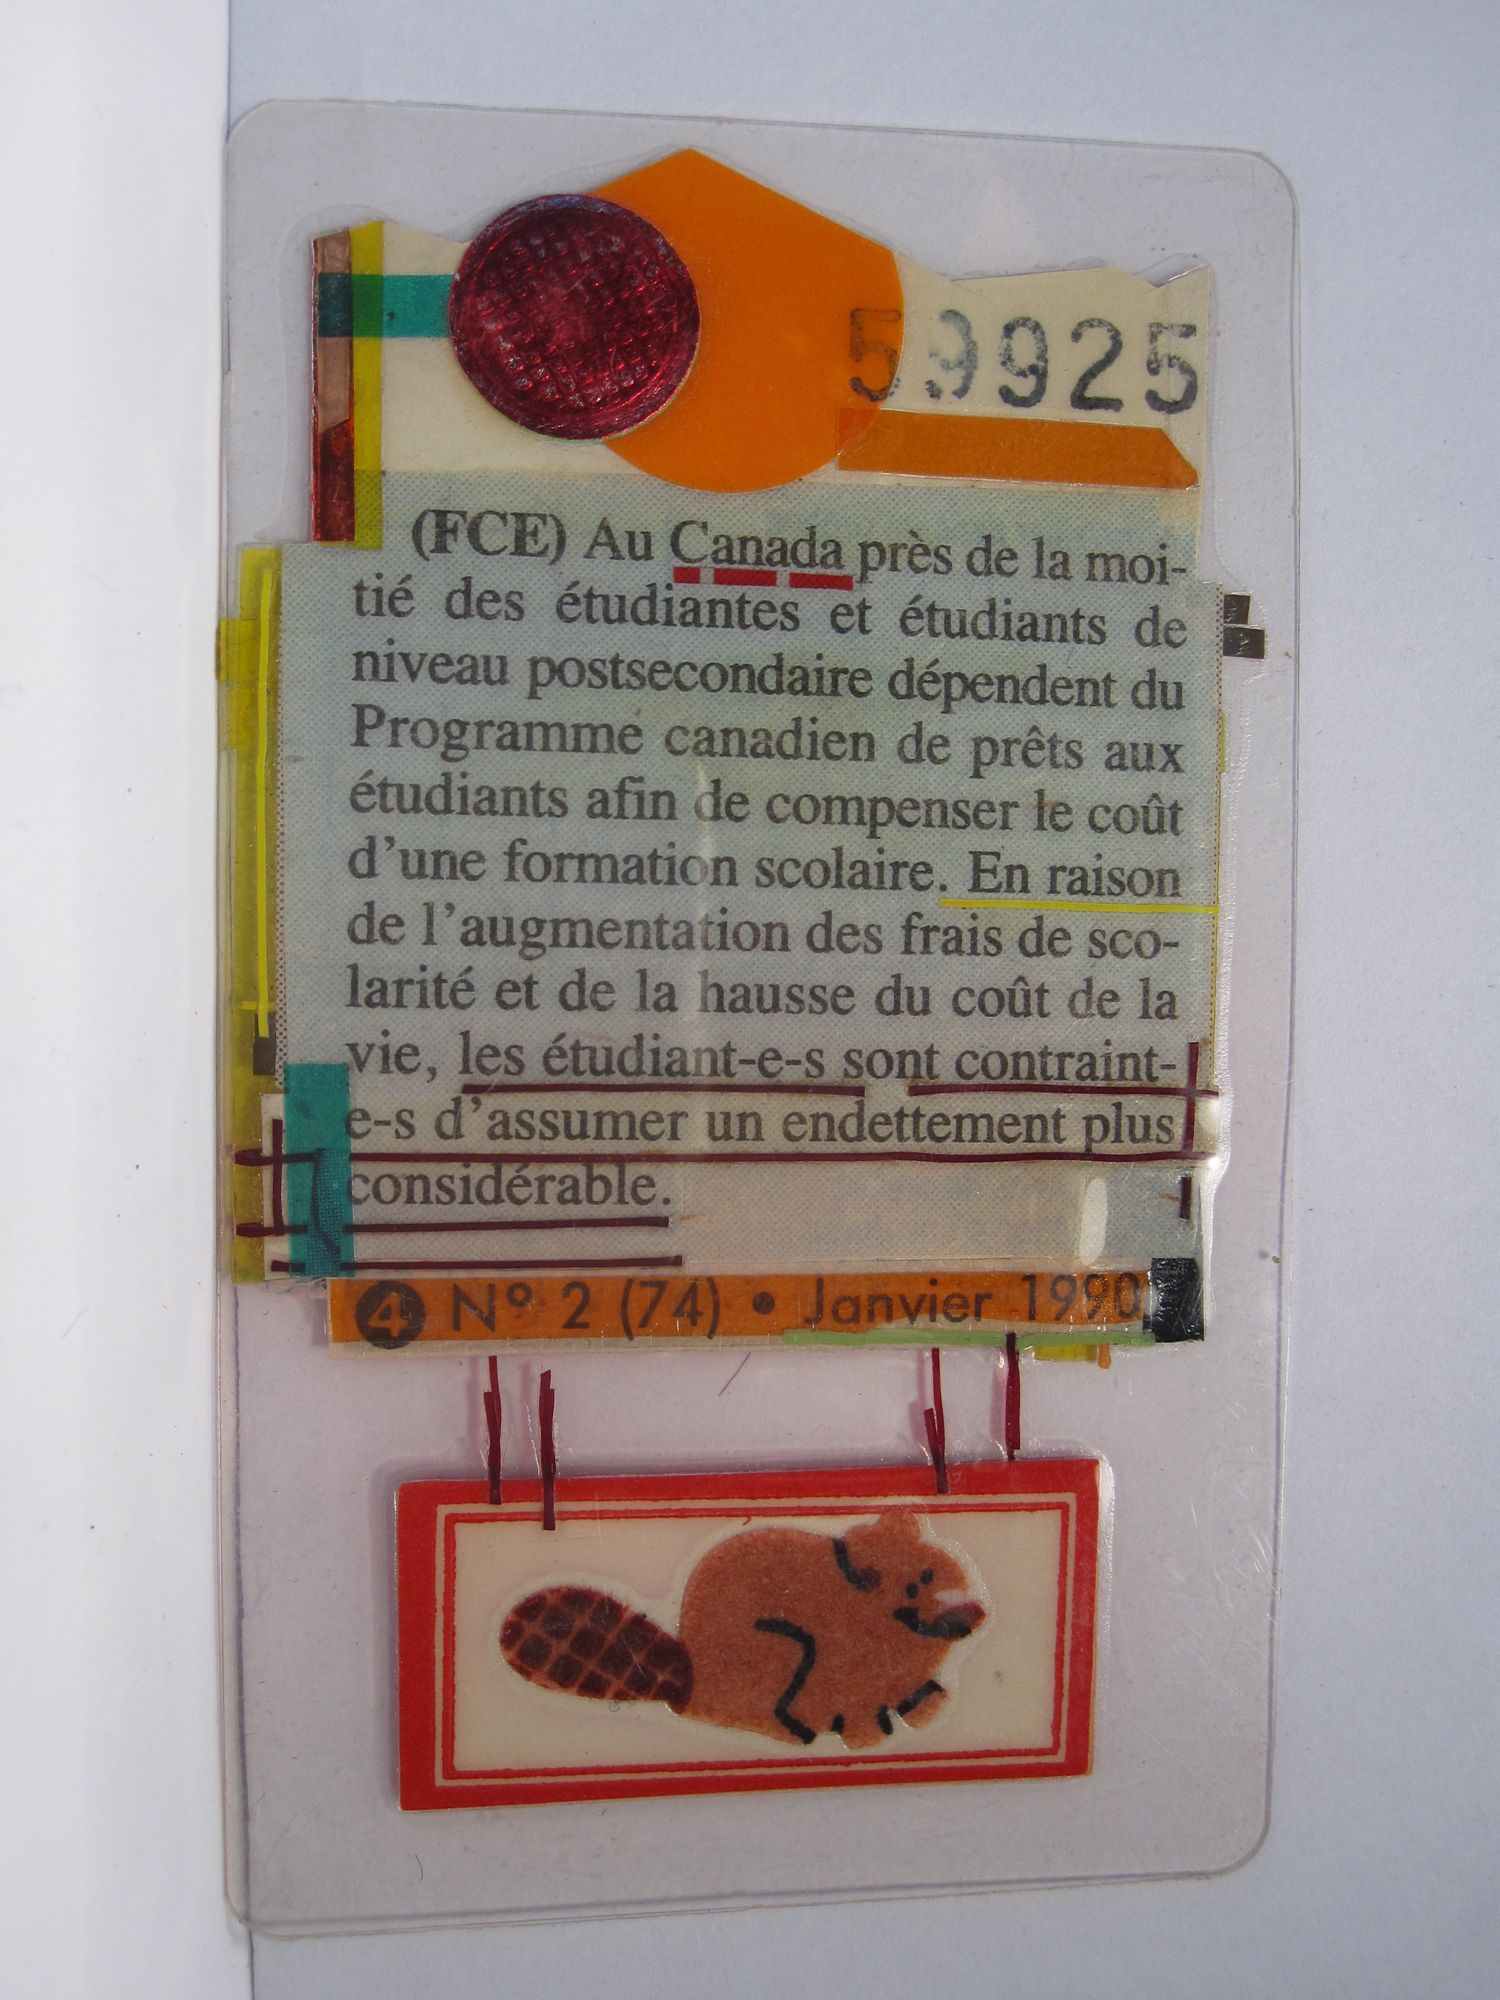 59925
(FCE) Au Canada près de la moi-
tié des étudiantes et étudiants de
niveau postsecondaire dépendent du
Programme canadien de prêts aux
étudiants afin de compenser le coût
d'une formation scolaire. En raison
de l'augmentation des frais de sco-
larité et de la hausse du coût de la
vie, les étudiant-e-s sont contraint-
e-s d'assumer un endettement plus
considérable.
4 Nº 2 (74) • Janvier 1990